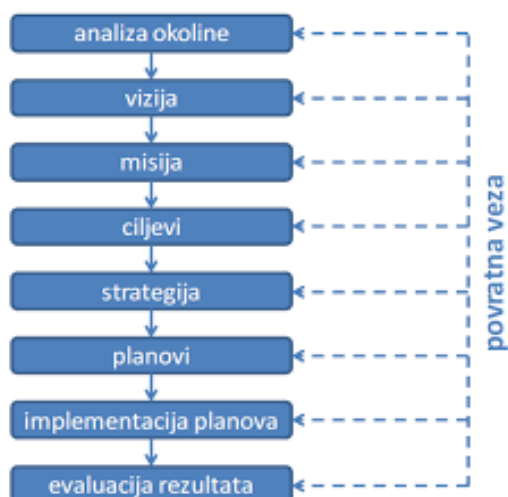 analiza okoline
vizija
misija
ciljevi
strategija
planovi
implementacija planova
evaluacija rezultata
povratna veza